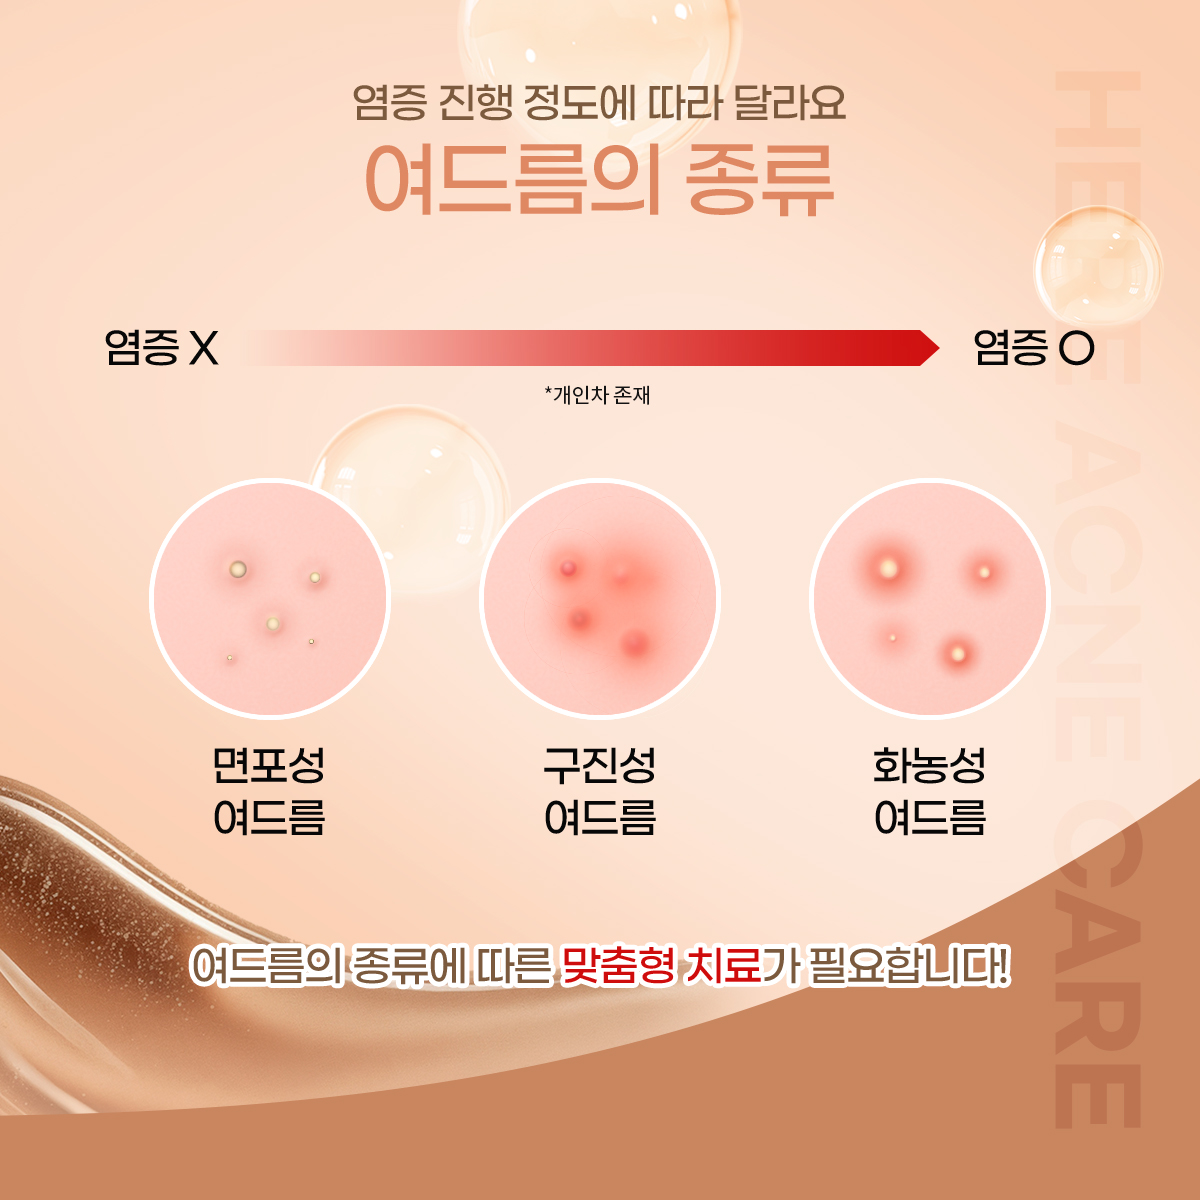 염증 진행 정도에 따라 달라요
여드름의 종류
염증 X
염증 O
*개인차 존재
면포성
여드름
구진성
여드름
화농성
여드름
여드름의 종류에 따른 맞춤형 치료가 필요합니다!
ACNE CARE